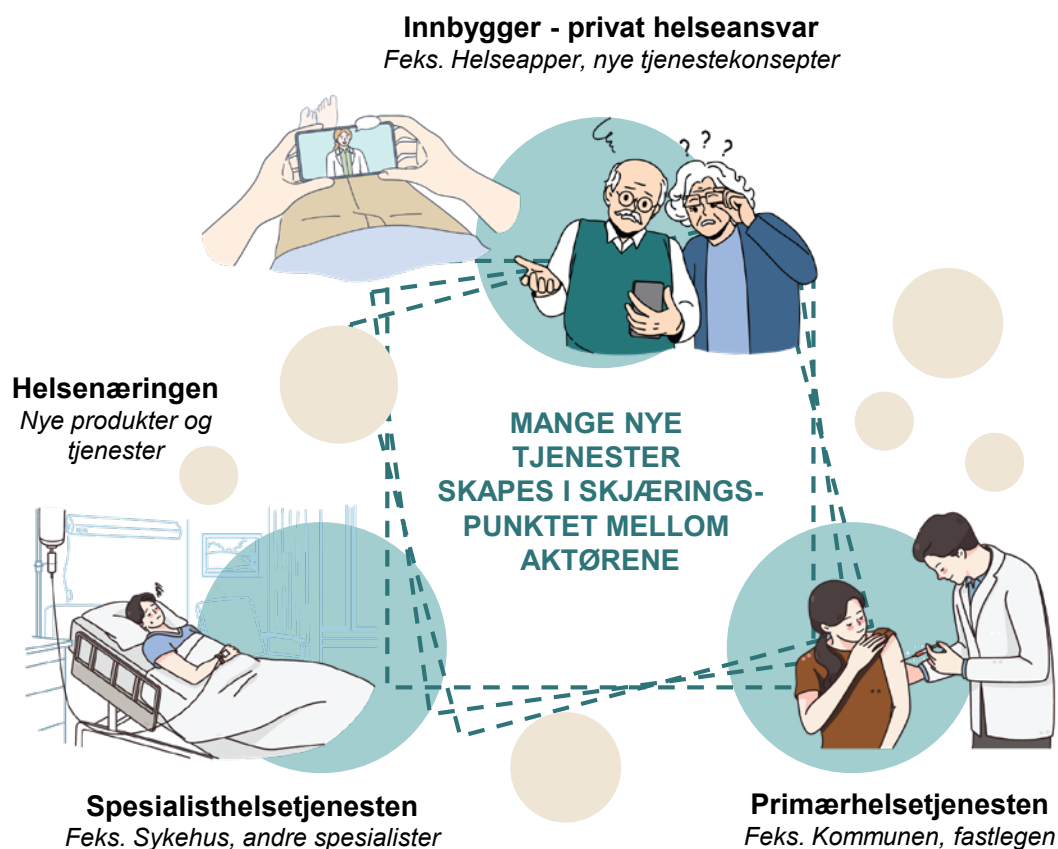 Innbygger - privat helseansvar
Feks. Helseapper, nye tjenestekonsepter
? ? ?
Helsenæringen
Nye produkter og
tjenester
MANGE NYE
TJENESTER
SKAPES I SKJÆRINGS-
PUNKTET MELLOM
AKTØRENE
Spesialisthelsetjenesten
Feks. Sykehus, andre spesialister
Primærhelsetjenesten
Feks. Kommunen, fastlegen